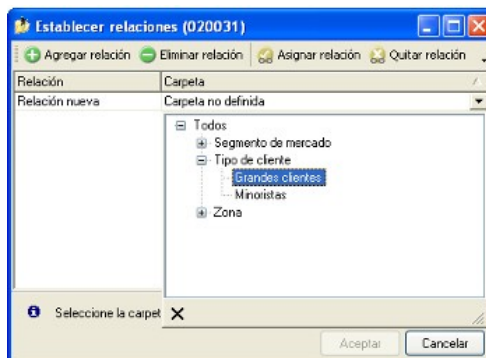 Establecer relaciones (020031)
Agregar relación Eliminar relación Asignar relación Quitar relación
Relación Carpeta
Relación nueva Carpeta no definida
Todos
Segmento de mercado
Tipo de cliente
Grandes clientes
Minoristas
Zona
Seleccione la carpet
Aceptar Cancelar